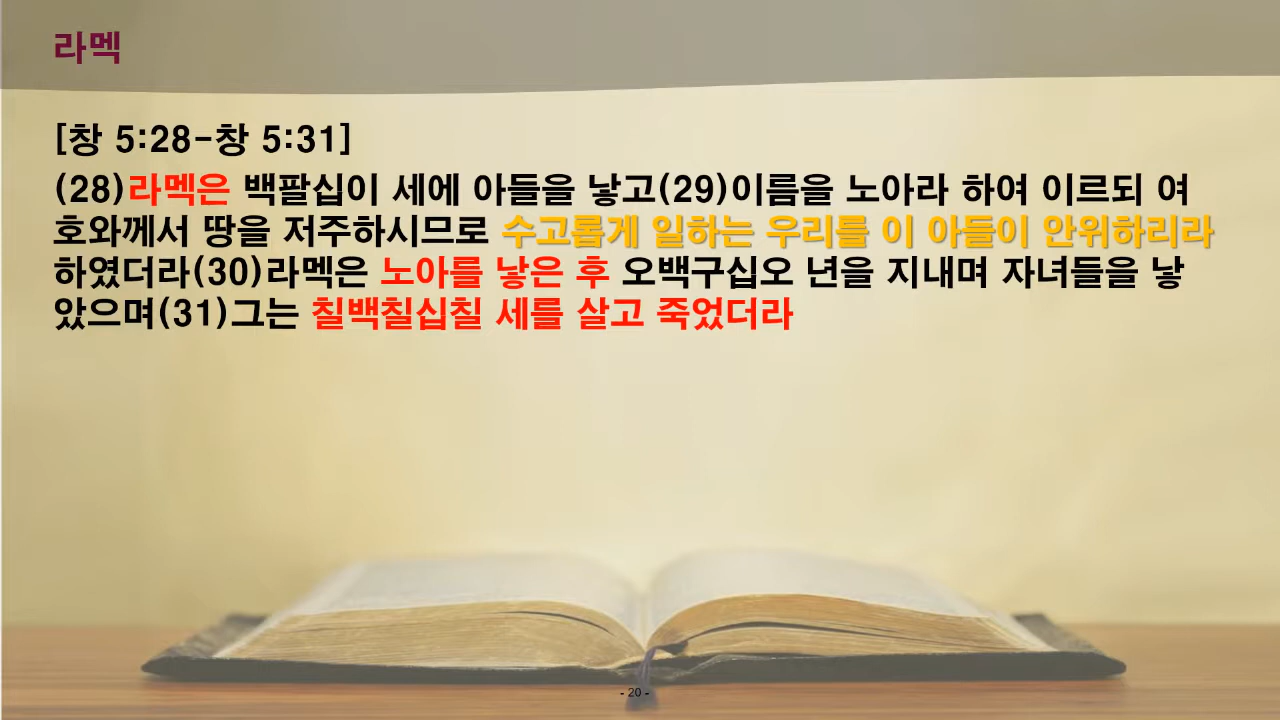 라멕
[창 5:28-창 5:31]
(28)라멕은 백팔십이 세에 아들을 낳고(29)이름을 노아라 하여 이르되 여
호와께서 땅을 저주하시므로 수고롭게 일하는 우리를 이 아들이 안위하리라
하였더라(30)라멕은 노아를 낳은 후 오백구십오 년을 지내며 자녀들을 낳
았으며(31)그는 칠백칠십칠 세를 살고 죽었더라
- 20 -